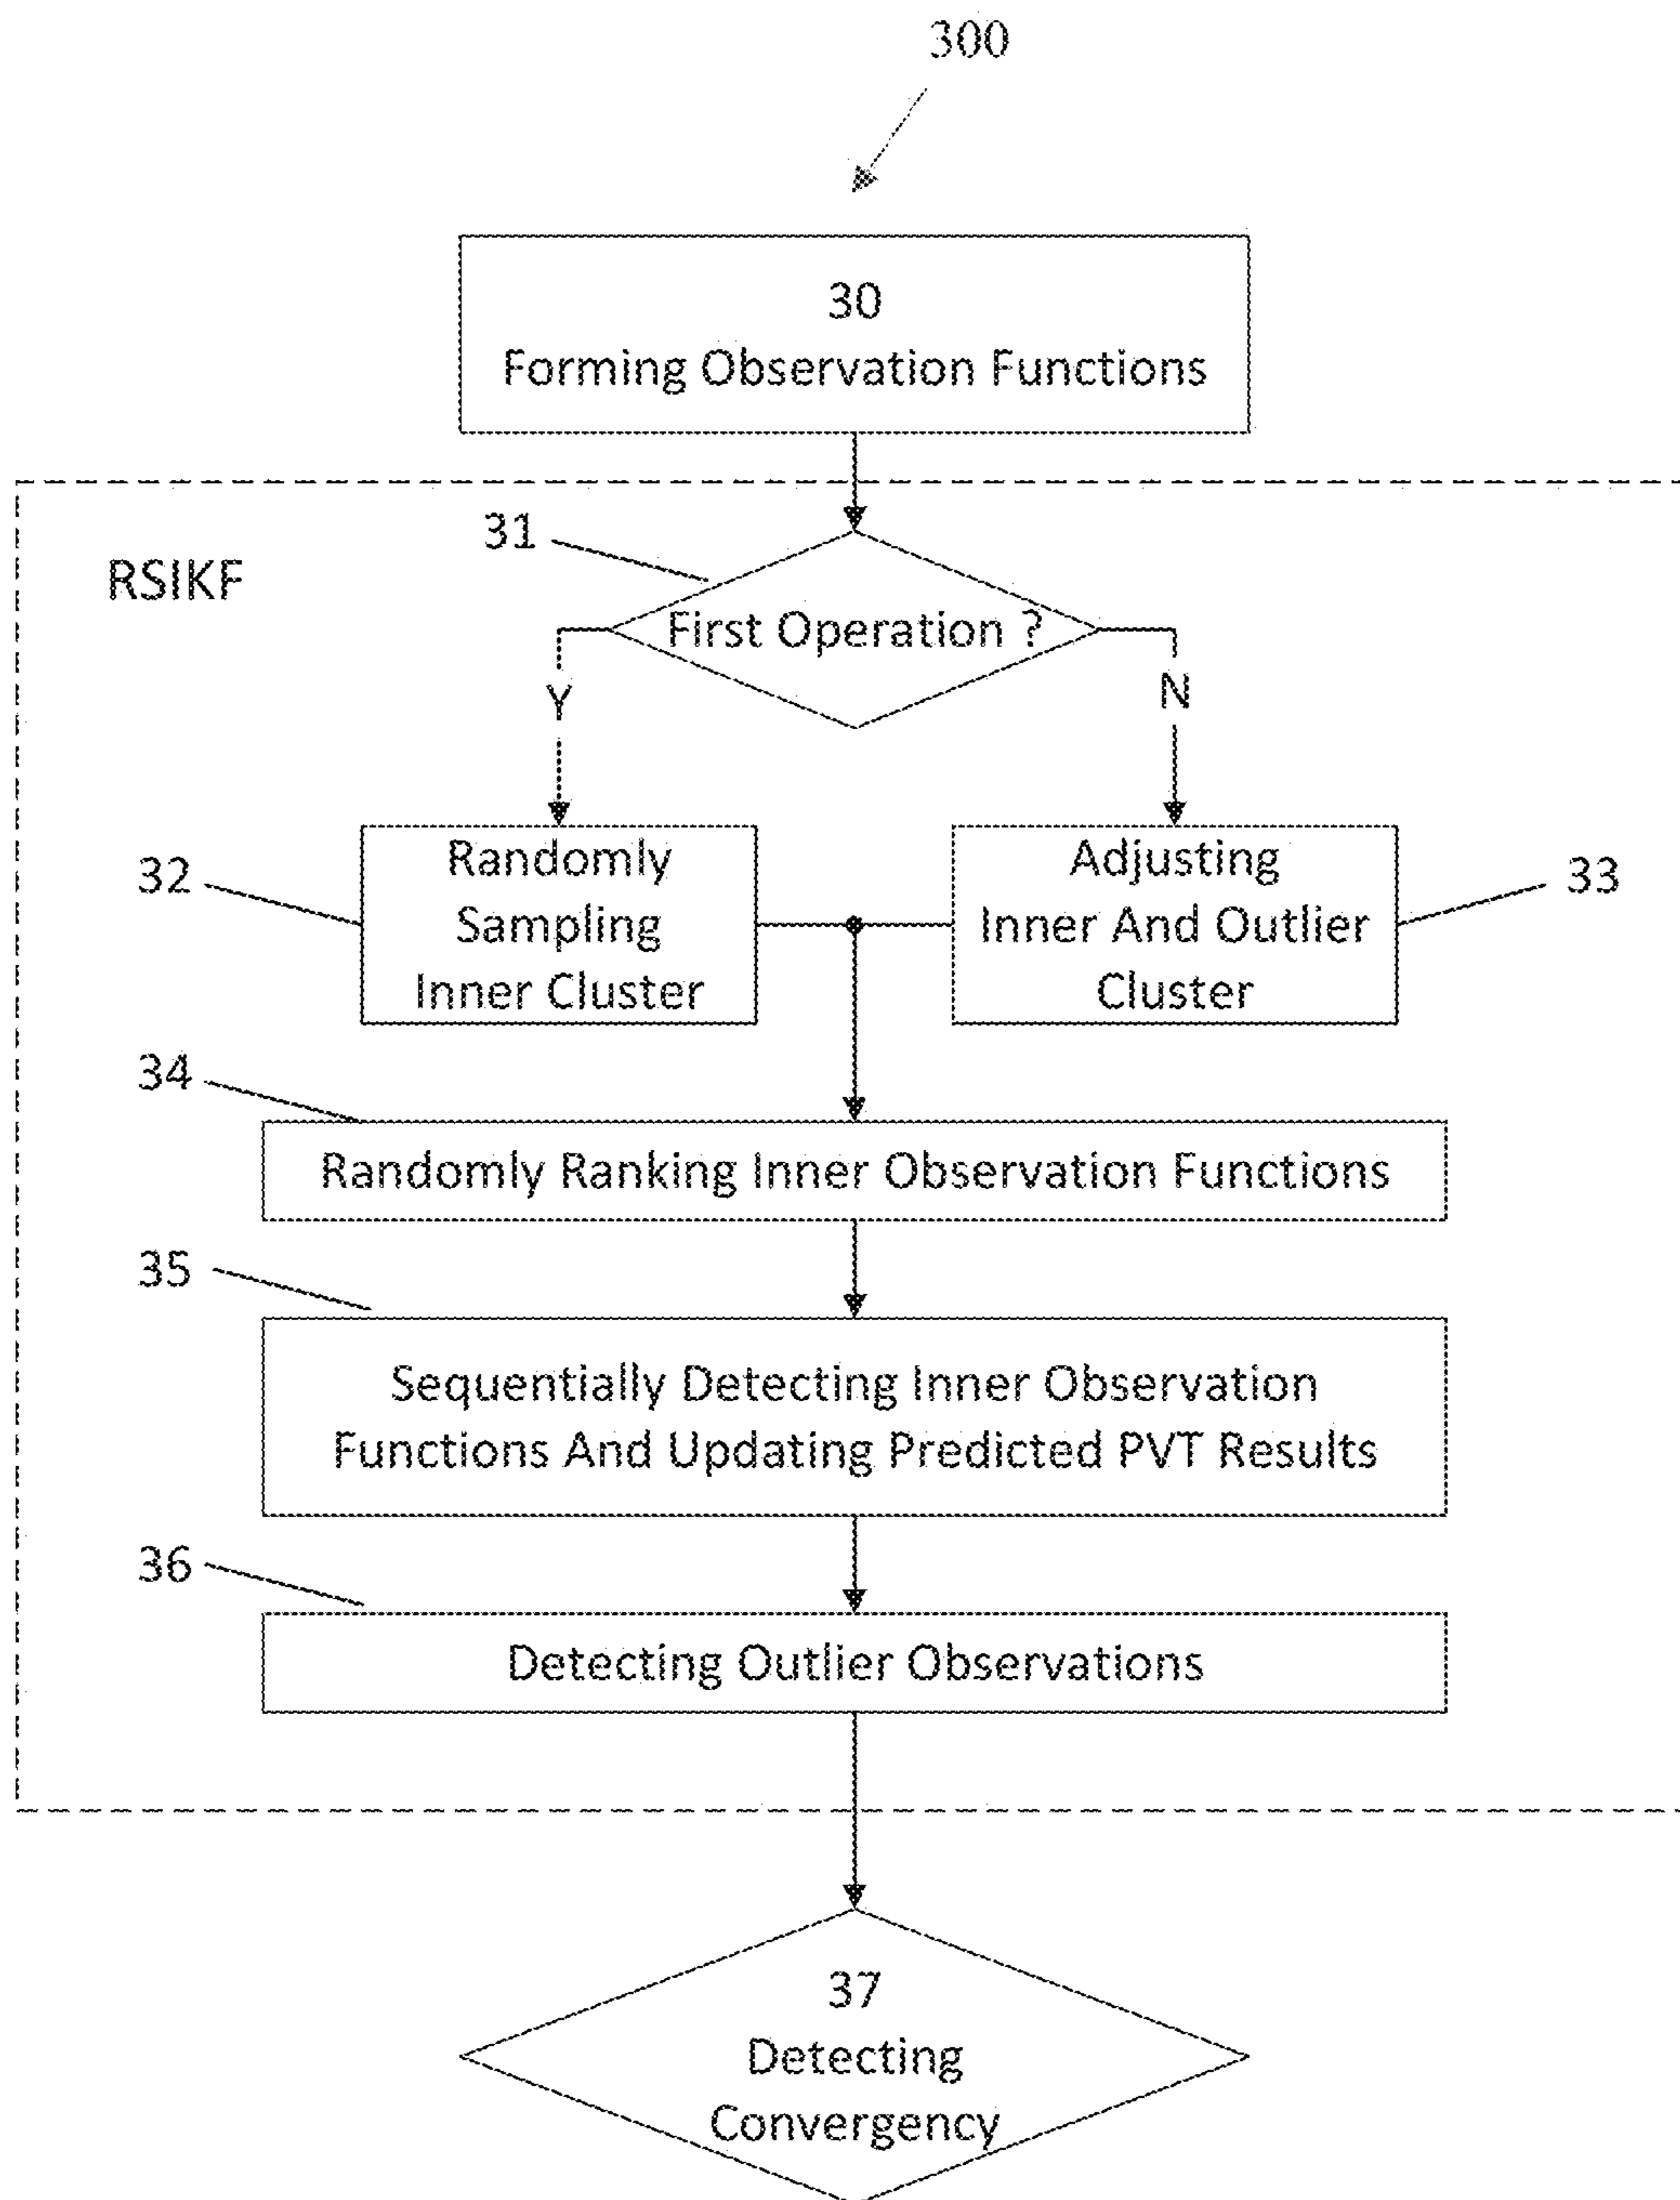 300
30
Forming Observation Functions
31
RSIKF
First Operation ?
Y
N
32
Randomly
Sampling
Inner Cluster
Adjusting
Inner And Outlier
Cluster
33
34
Randomly Ranking Inner Observation Functions
35
Sequentially Detecting Inner Observation
Functions And Updating Predicted PVT Results
36
Detecting Outlier Observations
37
Detecting
Convergency